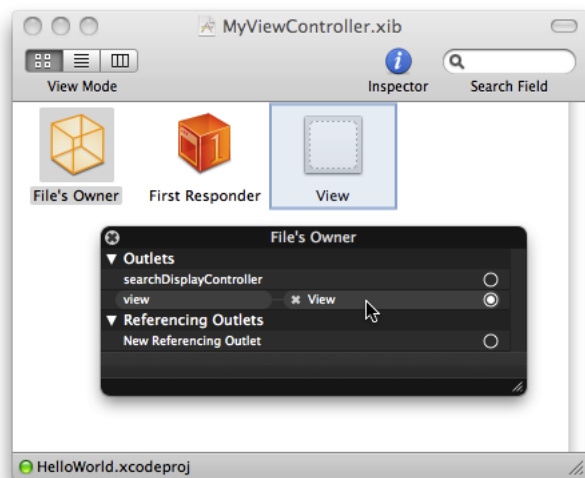 MyViewController.xib
View Mode
Inspector
Search Field
File's Owner
First Responder
View
File's Owner
Outlets
searchDisplayController
view
View
Referencing Outlets
New Referencing Outlet
HelloWorld.xcodeproj